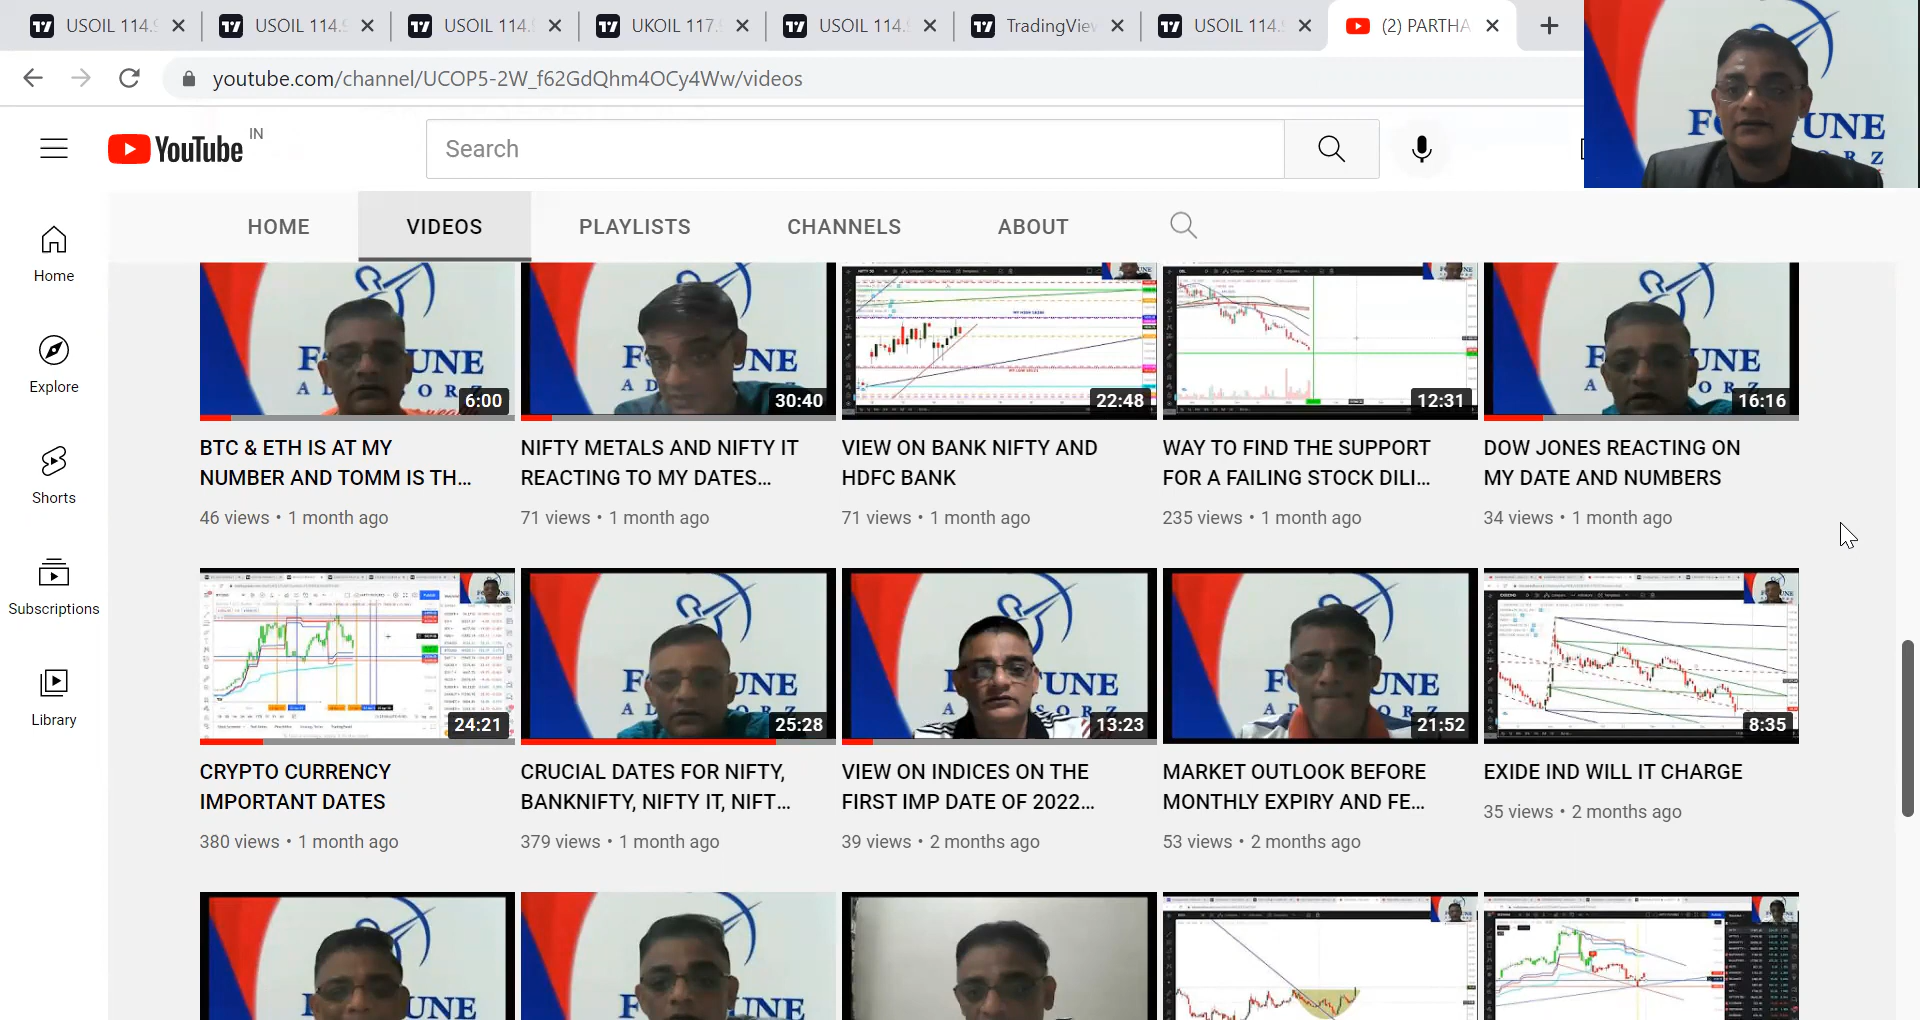 USOIL 114.9
USOIL 114.9
USOIL 114.9
UKOIL 117.9
USOIL 114.9
TradingView
USOIL 114.9
(2) PARTHA
youtube.com/channel/UCOP5-2W_f62GdQhm4OCy4Ww/videos
YouTube IN
Search
HOME
VIDEOS
PLAYLISTS
CHANNELS
ABOUT
Home
Explore
Shorts
Subscriptions
Library
6:00
30:40
22:48
12:31
16:16
BTC & ETH IS AT MY
NUMBER AND TOMM IS TH...
46 views • 1 month ago
NIFTY METALS AND NIFTY IT
REACTING TO MY DATES...
71 views • 1 month ago
VIEW ON BANK NIFTY AND
HDFC BANK
71 views • 1 month ago
WAY TO FIND THE SUPPORT
FOR A FAILING STOCK DILI...
235 views • 1 month ago
DOW JONES REACTING ON
MY DATE AND NUMBERS
34 views • 1 month ago
24:21
25:28
13:23
21:52
8:35
CRYPTO CURRENCY
IMPORTANT DATES
380 views • 1 month ago
CRUCIAL DATES FOR NIFTY,
BANKNIFTY, NIFTY IT, NIFT...
379 views • 1 month ago
VIEW ON INDICES ON THE
FIRST IMP DATE OF 2022...
39 views • 2 months ago
MARKET OUTLOOK BEFORE
MONTHLY EXPIRY AND FE...
53 views • 2 months ago
EXIDE IND WILL IT CHARGE
35 views • 2 months ago